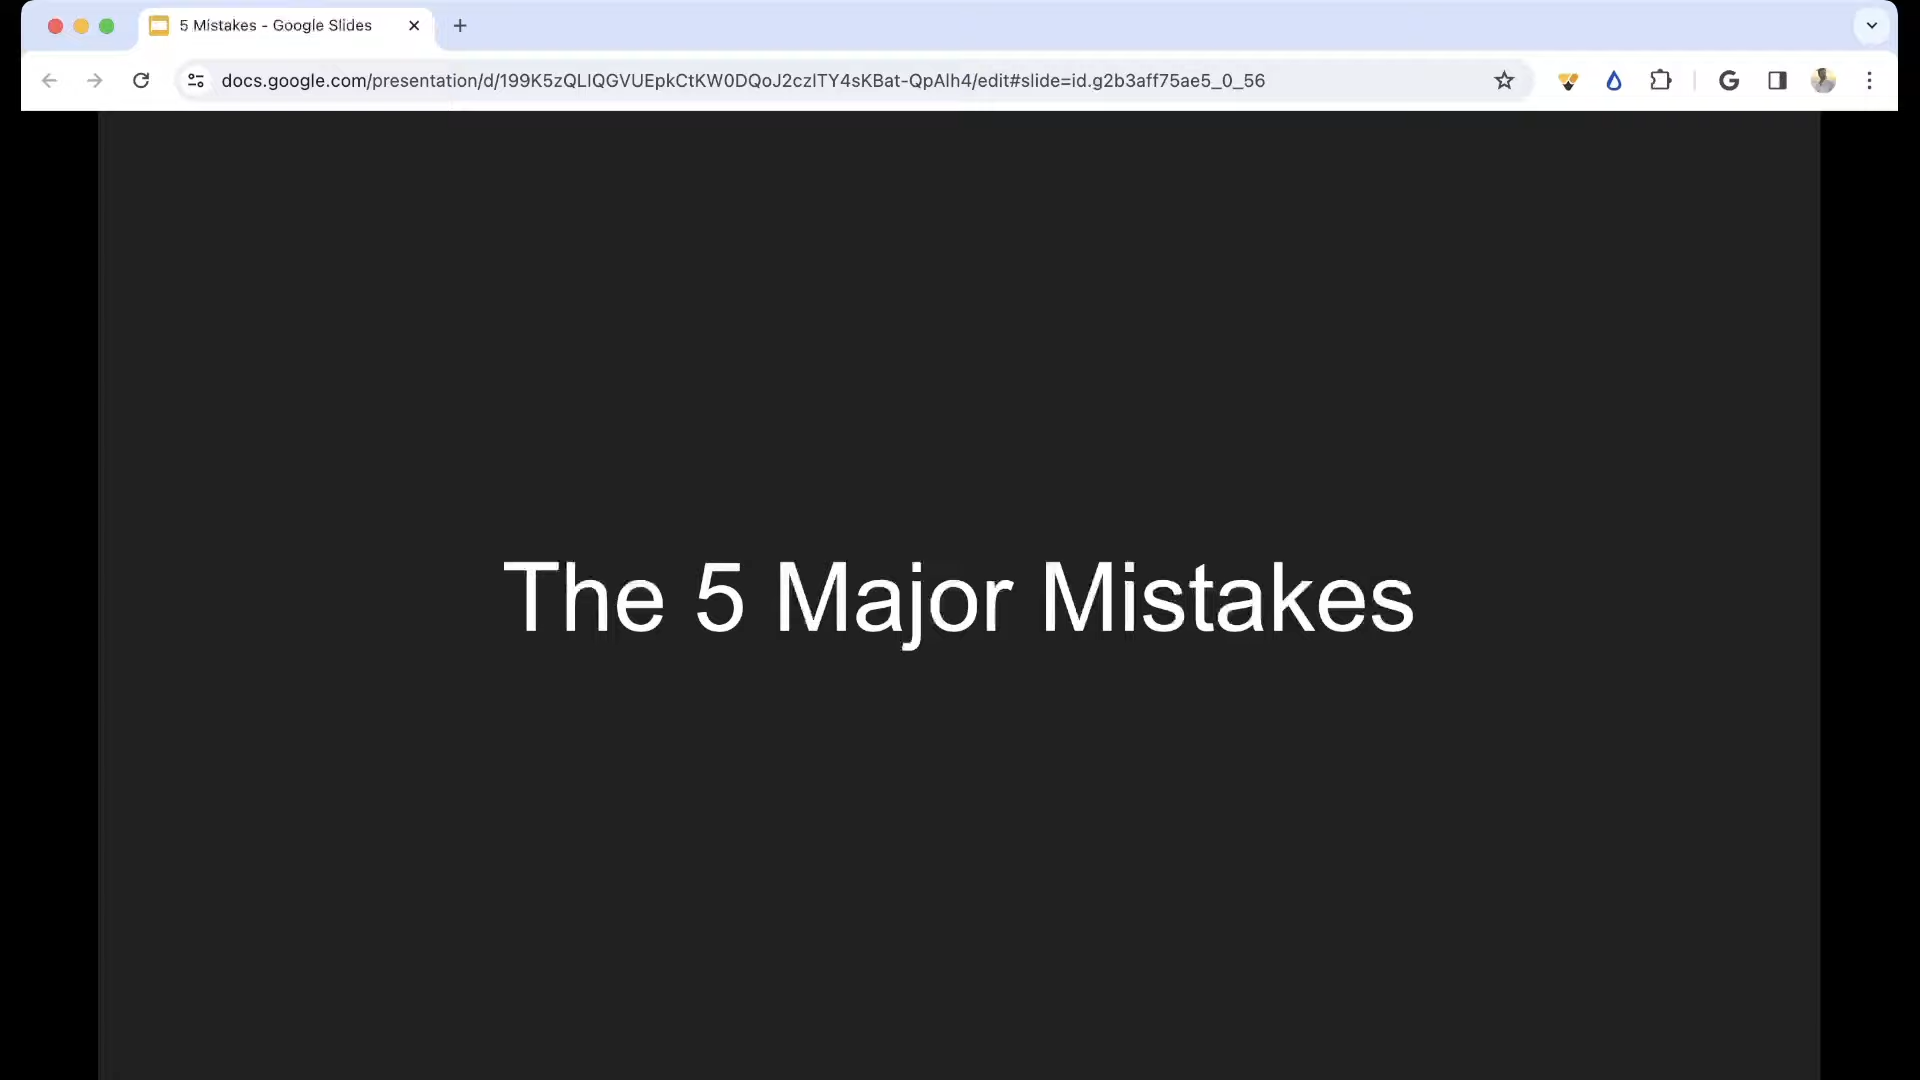 5 Mistakes - Google Slides
docs.google.com/presentation/d/199K5zQLIQGVUEpkCtKW0DQoJ2czITY4sKBat-QpAlh4/edit#slide=id.g2b3aff75ae5_0_56
The 5 Major Mistakes